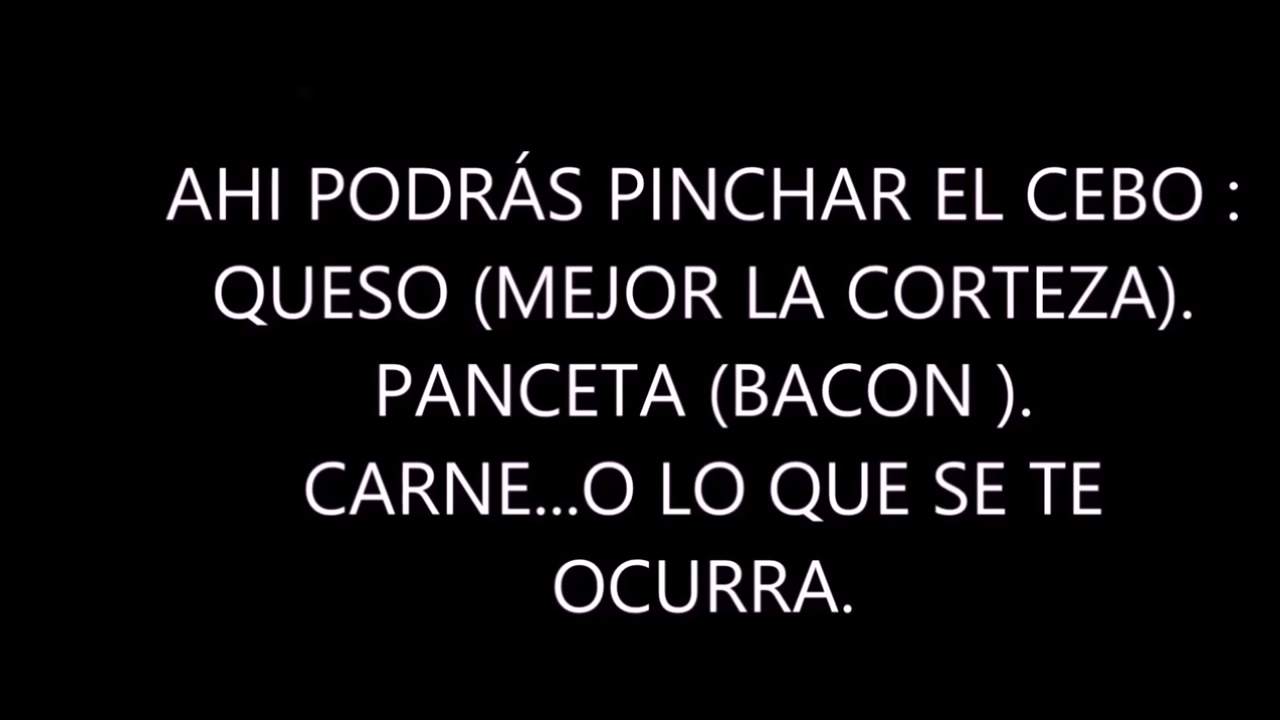 AHI PODRÁS PINCHAR EL CEBO :
QUESO (MEJOR LA CORTEZA).
PANCETA (BACON ).
CARNE...O LO QUE SE TE
OCURRA.